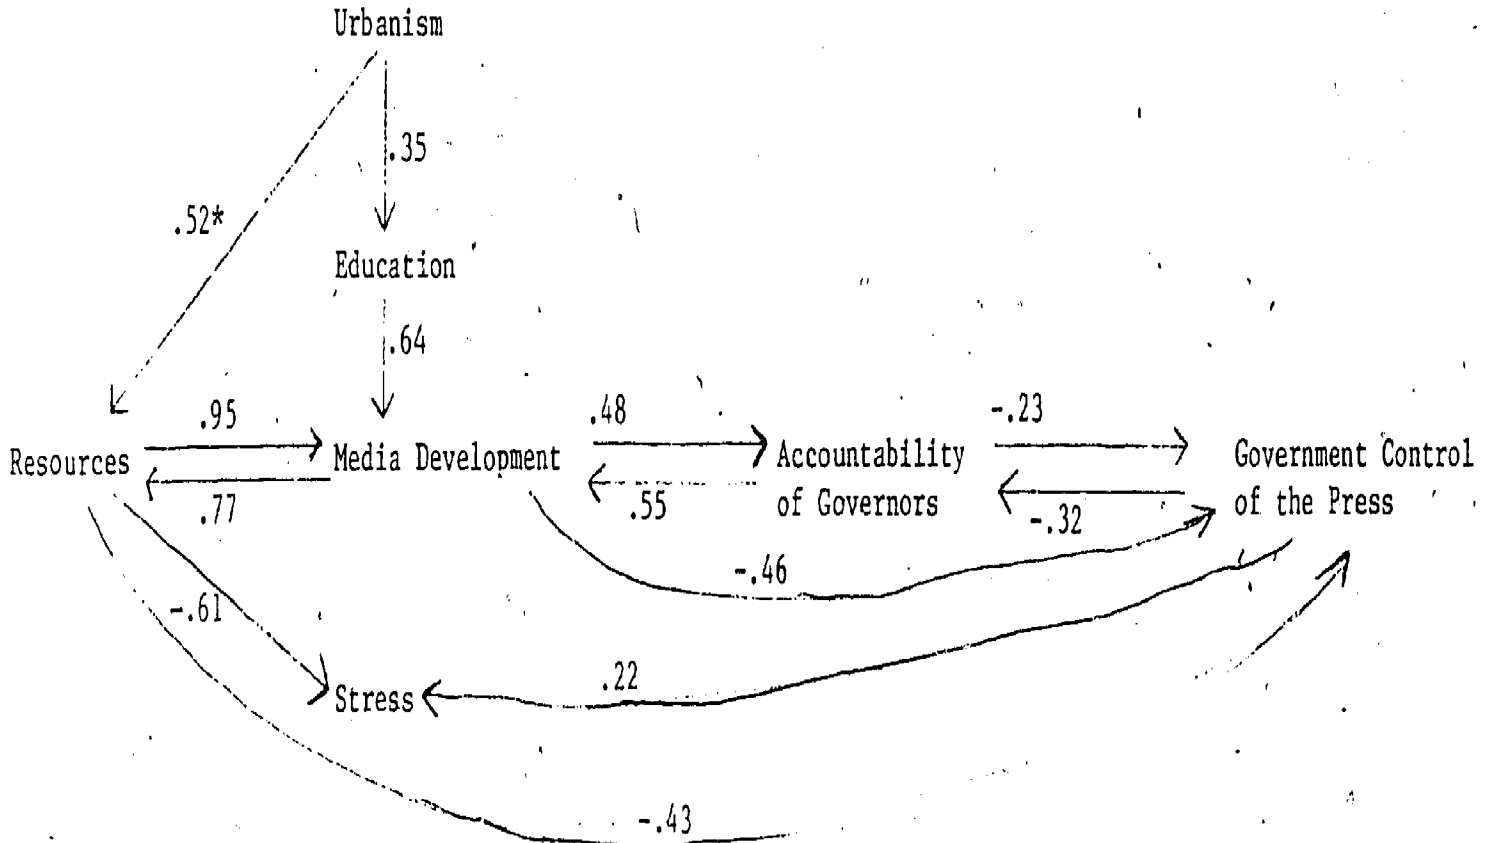 Urbanism
.35
.52*
Education
.64
.95
.48
-.23
Resources
Media Development
Accountability
of Governors
Government Control
of the Press
.77
.55
-.32
-.46
-.61
.22
Stress
-.43